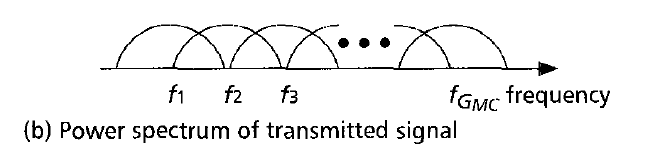 f1 f2 f3 fGMC frequency
(b) Power spectrum of transmitted signal